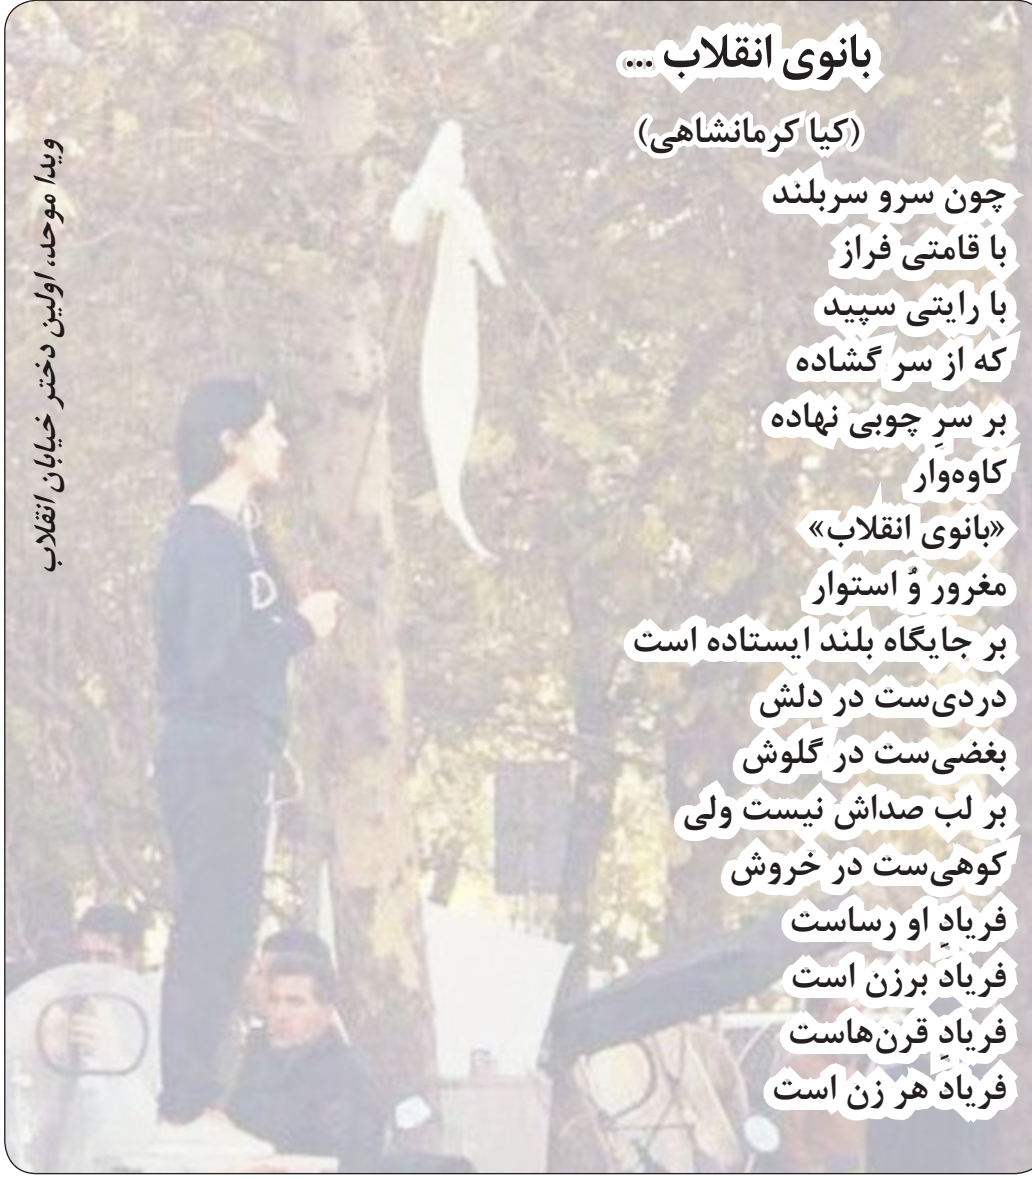 بانوی انقلاب ...
(کیا کرمانشاهی)
چون سرو سربلند
با قامتی فراز
با رایتی سپید
که از سر گشاده
بر سرِ چوبی نهاده
کاوه‌وار
«بانوی انقلاب»
مغرور وُ استوار
بر جایگاه بلند ایستاده است
دردی‌ست در دلش
بغضی‌ست در گلوش
بر لب صداش نیست ولی
کوهی‌ست در خروش
فریادِ او رساست
فریادِ برزن است
فریادِ قرن‌هاست
فریادِ هر زن است
ویدا موحد، اولین دختر خیابان انقلاب